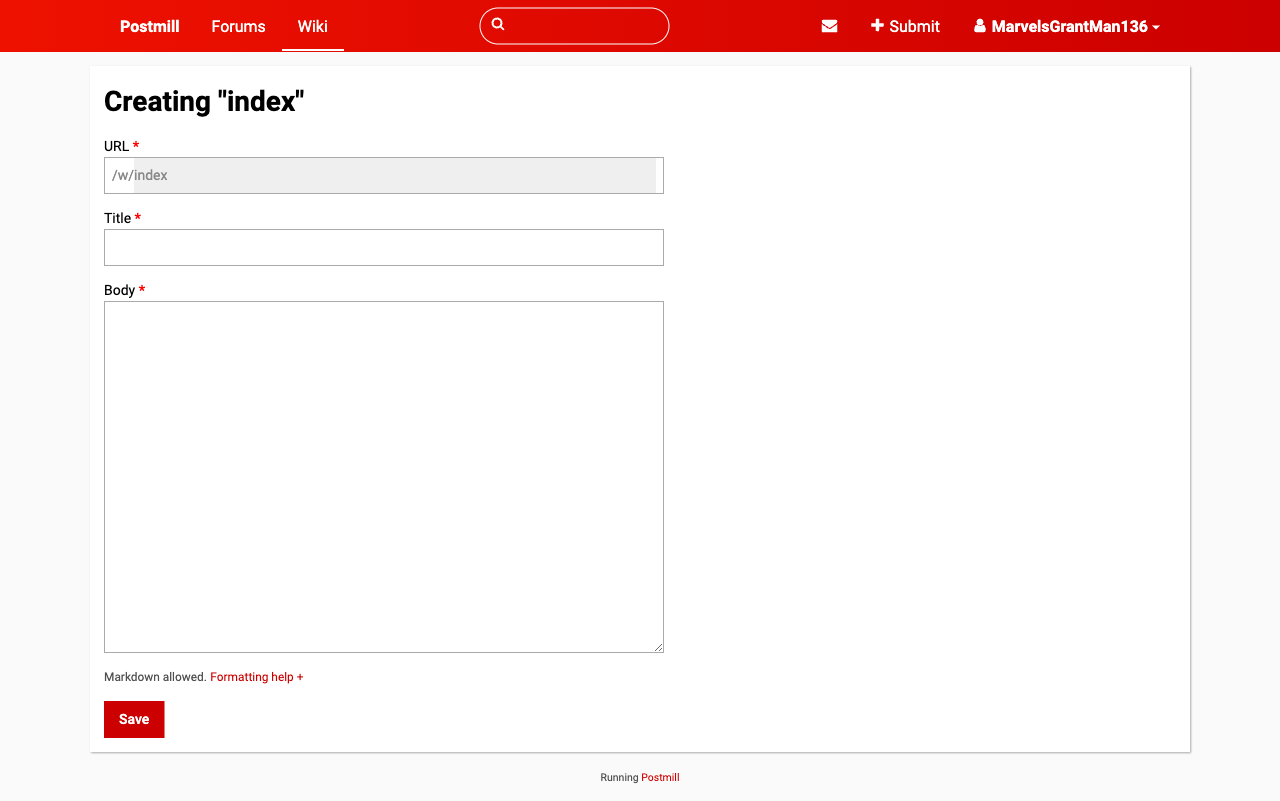 Postmill Forums Wiki Submit MarvelsGrantMan136
Creating "index"
URL *
/w/index
Title *
Body *
Markdown allowed. Formatting help +
Save
Running Postmill